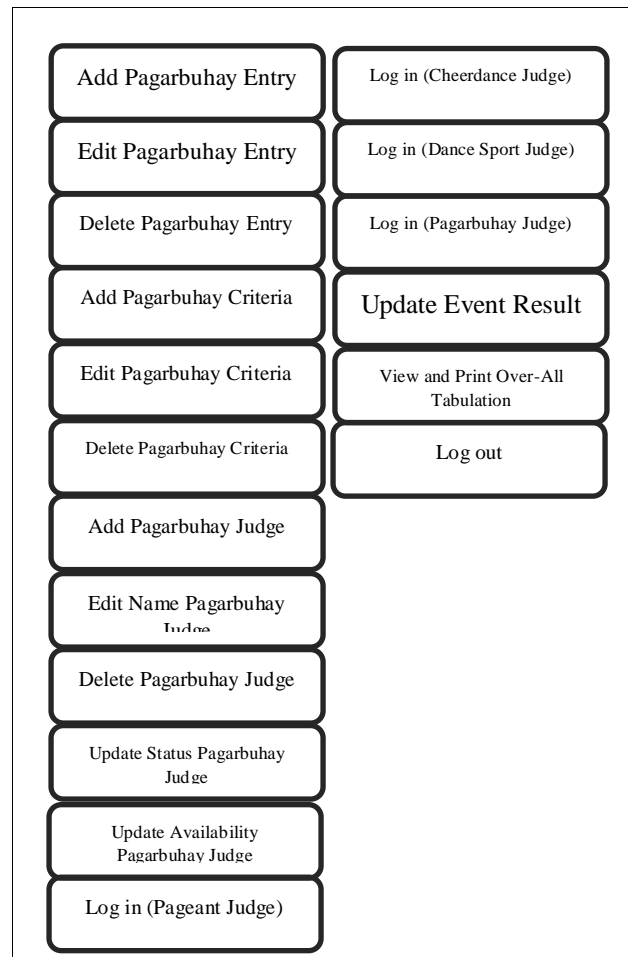 Add Pagarbuhay Entry
Edit Pagarbuhay Entry
Delete Pagarbuhay Entry
Add Pagarbuhay Criteria
Edit Pagarbuhay Criteria
Delete Pagarbuhay Criteria
Add Pagarbuhay Judge
Edit Name Pagarbuhay
Judge
Delete Pagarbuhay Judge
Update Status Pagarbuhay
Judge
Update Availability
Pagarbuhay Judge
Log in (Pageant Judge)
Log in (Cheerdance Judge)
Log in (Dance Sport Judge)
Log in (Pagarbuhay Judge)
Update Event Result
View and Print Over-All
Tabulation
Log out